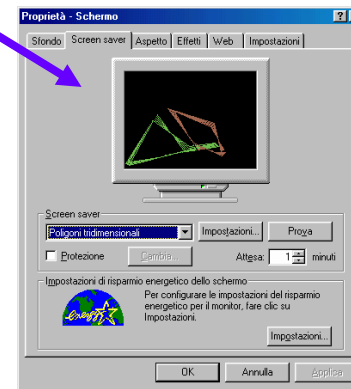 Proprietà - Schermo
Sfondo Screen saver Aspetto Effetti Web Impostazioni
Screen saver
Poligoni tridimensionali Impostazioni... Prova
Protezione Cambia... Attesa: 1 minuti
Impostazioni di risparmio energetico dello schermo
Per configurare le impostazioni del risparmio
energetico per il monitor, fare clic su
Impostazioni.
energy
Impostazioni...
OK Annulla Applica